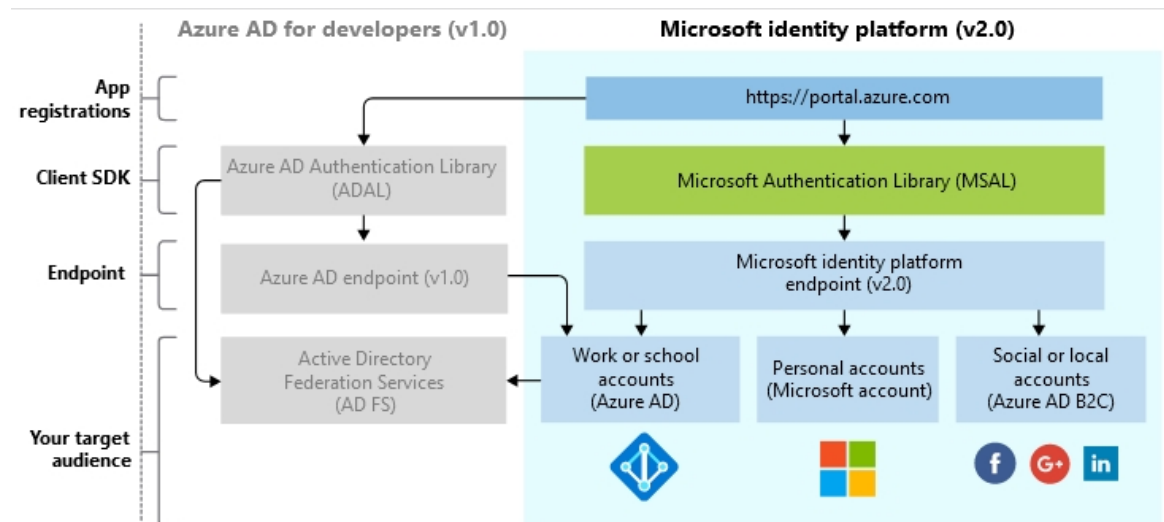 Azure AD for developers (v1.0)
Microsoft identity platform (v2.0)
App
registrations
https://portal.azure.com
Client SDK
Azure AD Authentication Library
(ADAL)
Microsoft Authentication Library (MSAL)
Endpoint
Azure AD endpoint (v1.0)
Microsoft identity platform
endpoint (v2.0)
Your target
audience
Active Directory
Federation Services
(AD FS)
Work or school
accounts
(Azure AD)
Personal accounts
(Microsoft account)
Social or local
accounts
(Azure AD B2C)
f
G+
in